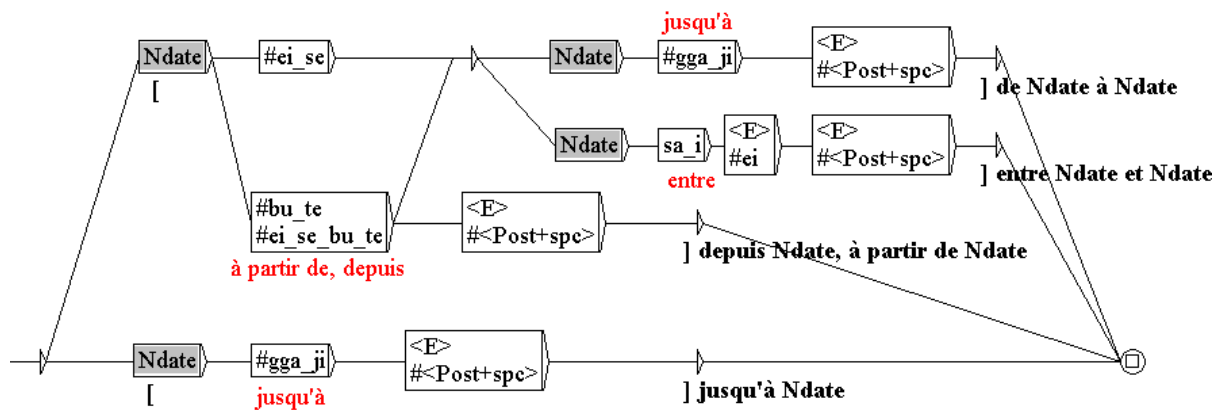 jusqu'à
Ndate #ei_se Ndate #gga_ji <E>
#<Post+spc>
[ ] de Ndate à Ndate
Ndate sa_i <E>
#ei <E>
#<Post+spc>
entre ] entre Ndate et Ndate
#bu_te
#ei_se_bu_te <E>
#<Post+spc>
à partir de, depuis ] depuis Ndate, à partir de Ndate
Ndate #gga_ji <E>
#<Post+spc>
[ jusqu'à ] jusqu'à Ndate